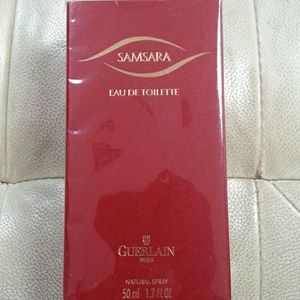 SAMSARA
EAU DE TOILETTE
GUERLAIN
PARIS
NATURAL SPRAY
50 ml 1.7 FL.OZ